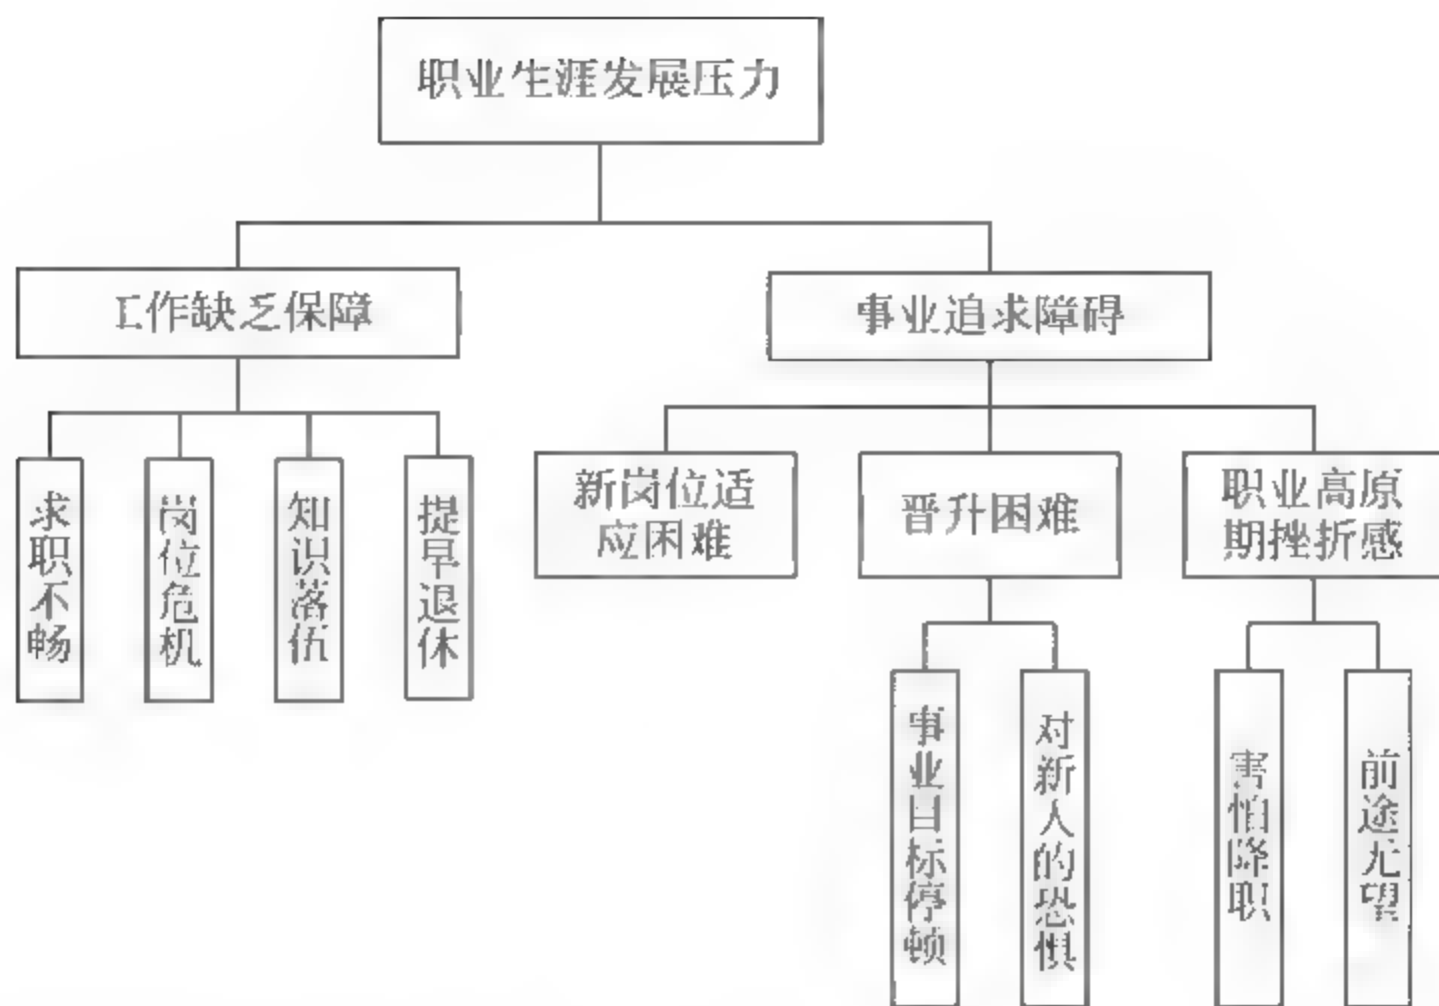 职业生涯发展压力
工作缺乏保障
事业追求障碍
求职不畅
岗位危机
知识落伍
提早退休
新岗位适
应困难
晋升困难
职业高原
期挫折感
事业目标停顿
对新人的恐惧
害怕降职
前途无望